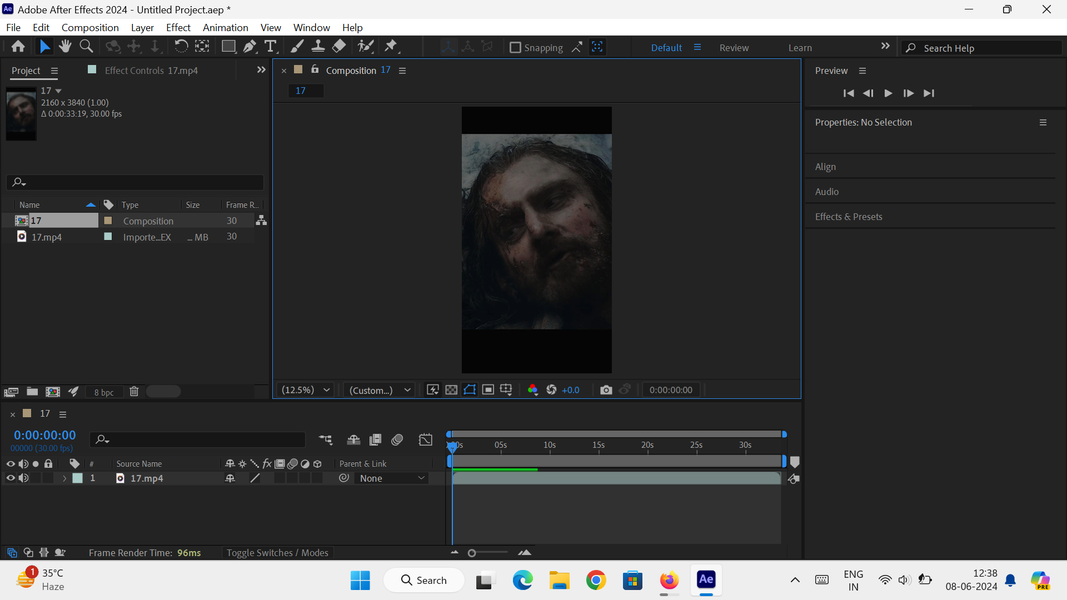 Adobe After Effects 2024 - Untitled Project.aep *
File Edit Composition Layer Effect Animation View Window Help
Snapping
Default
Review
Learn
Search Help
Project
Effect Controls 17.mp4
17
2160 x 3840 (1.00)
Δ 0:00:33:19, 30.00 fps
Name Type Size Frame R...
17 Composition 30
17.mp4 Importe...EX ... MB 30
8 bpc
Composition 17
17
(12.5%)
(Custom...)
+0.0
0:00:00:00
Preview
Properties: No Selection
Align
Audio
Effects & Presets
17
0:00:00:00
00000 (30.00 fps)
05s 10s 15s 20s 25s 30s
# Source Name fx Parent & Link
1 17.mp4 None
Frame Render Time: 96ms
Toggle Switches / Modes
1
35°C
Haze
Search
Ae
ENG
IN
12:38
08-06-2024
PRE